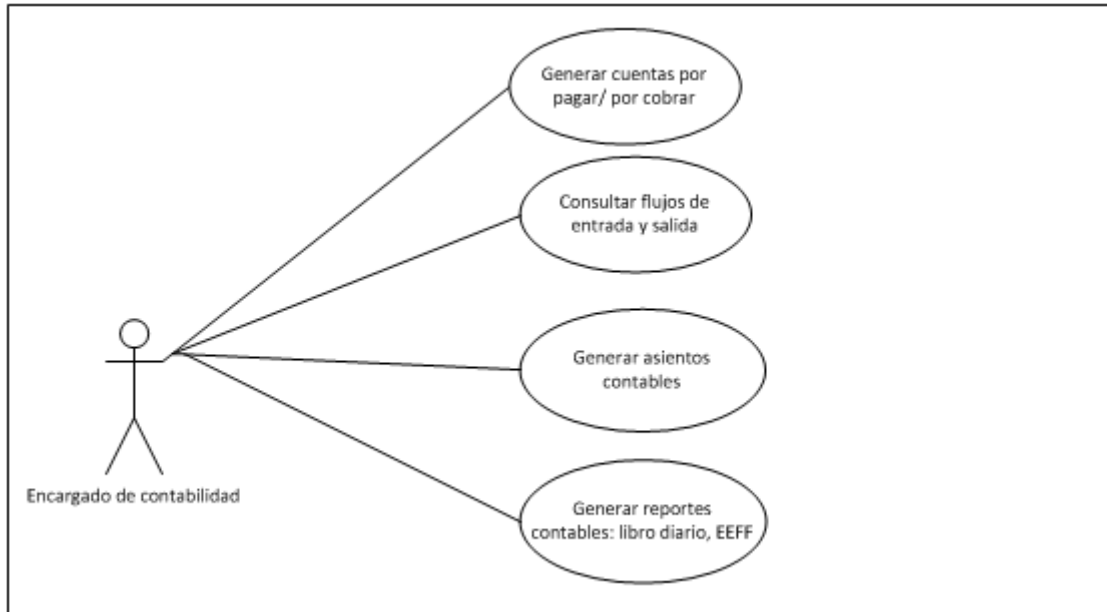 Generar cuentas por
pagar/ por cobrar
Consultar flujos de
entrada y salida
Generar asientos
contables
Generar reportes
contables: libro diario, EEFF
Encargado de contabilidad